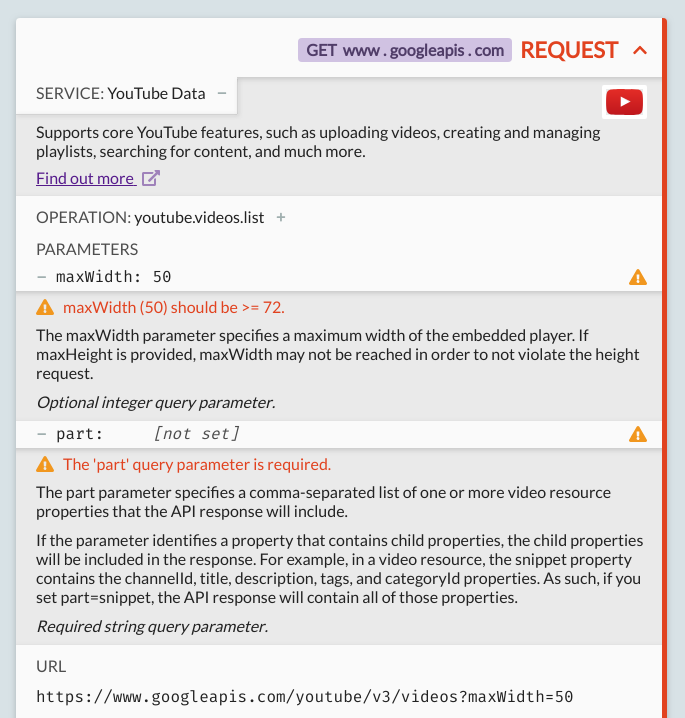 GET www.googleapis.com REQUEST
SERVICE: YouTube Data –
Supports core YouTube features, such as uploading videos, creating and managing
playlists, searching for content, and much more.
Find out more
OPERATION: youtube.videos.list +
PARAMETERS
– maxWidth: 50
maxWidth (50) should be >= 72.
The maxWidth parameter specifies a maximum width of the embedded player. If
maxHeight is provided, maxWidth may not be reached in order to not violate the height
request.
Optional integer query parameter.
– part: [not set]
The 'part' query parameter is required.
The part parameter specifies a comma-separated list of one or more video resource
properties that the API response will include.
If the parameter identifies a property that contains child properties, the child properties
will be included in the response. For example, in a video resource, the snippet property
contains the channelId, title, description, tags, and categoryId properties. As such, if you
set part=snippet, the API response will contain all of those properties.
Required string query parameter.
URL
https://www.googleapis.com/youtube/v3/videos?maxWidth=50